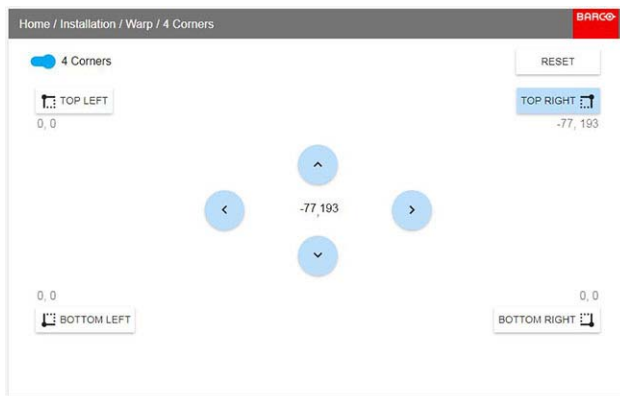 Home / Installation / Warp / 4 Corners
BARCO
4 Corners
RESET
TOP LEFT
TOP RIGHT
0, 0
-77, 193
-77,193
0, 0
0, 0
BOTTOM LEFT
BOTTOM RIGHT